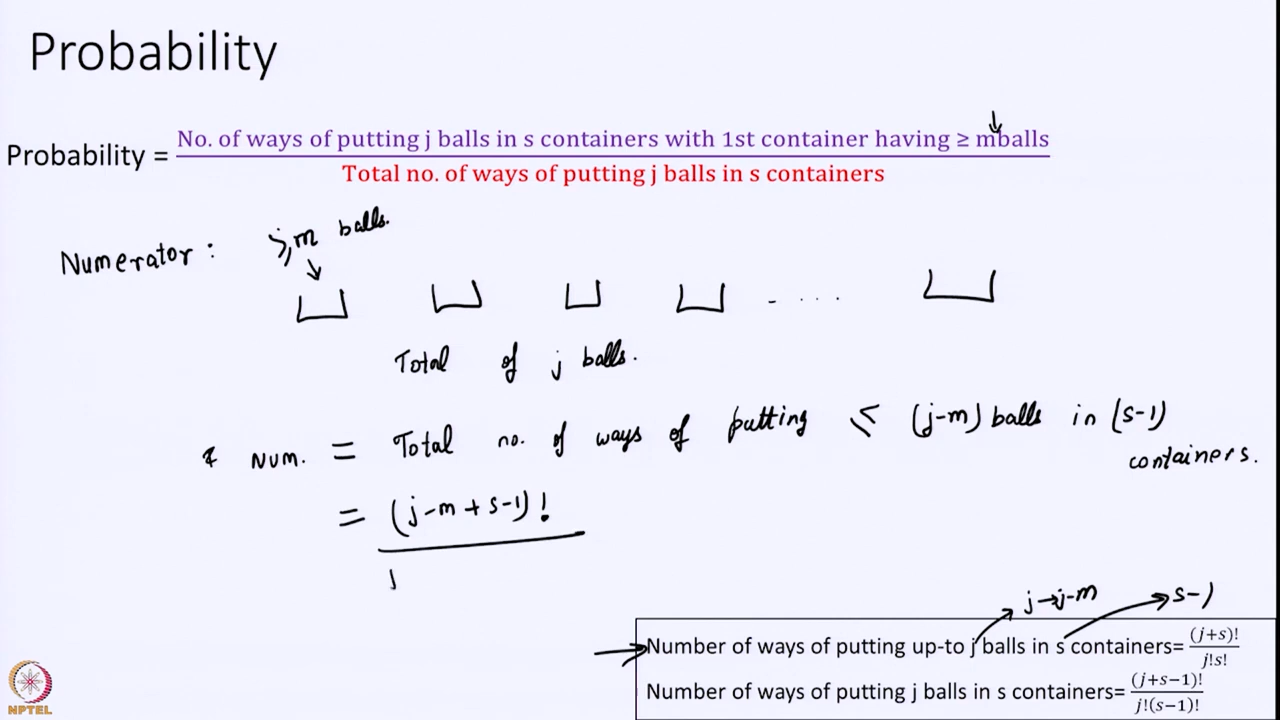 Probability
Probability = No. of ways of putting j balls in s containers with 1st container having ≥ m balls
Total no. of ways of putting j balls in s containers
Numerator : ≥,m balls.
....
Total of j balls.
Num. = Total no. of ways of putting ≤ (j-m) balls in (s-1)
containers.
= (j-m + s-1)!
j→j-m s-1
Number of ways of putting up-to j balls in s containers= (j+s)!
j!s!
Number of ways of putting j balls in s containers= (j+s−1)!
j!(s−1)!
NPTEL